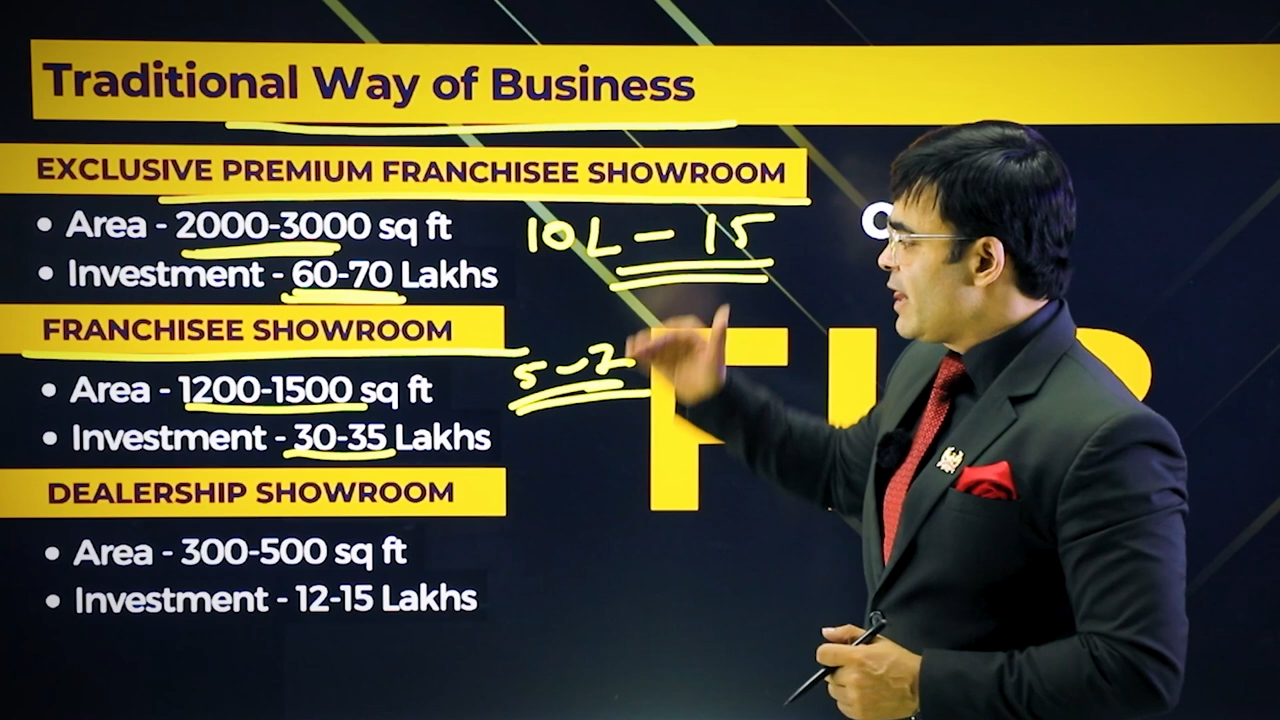 Traditional Way of Business
EXCLUSIVE PREMIUM FRANCHISEE SHOWROOM
• Area - 2000-3000 sq ft
10L - 15
• Investment - 60-70 Lakhs
FRANCHISEE SHOWROOM
5-7
• Area - 1200-1500 sq ft
• Investment - 30-35 Lakhs
DEALERSHIP SHOWROOM
• Area - 300-500 sq ft
• Investment - 12-15 Lakhs